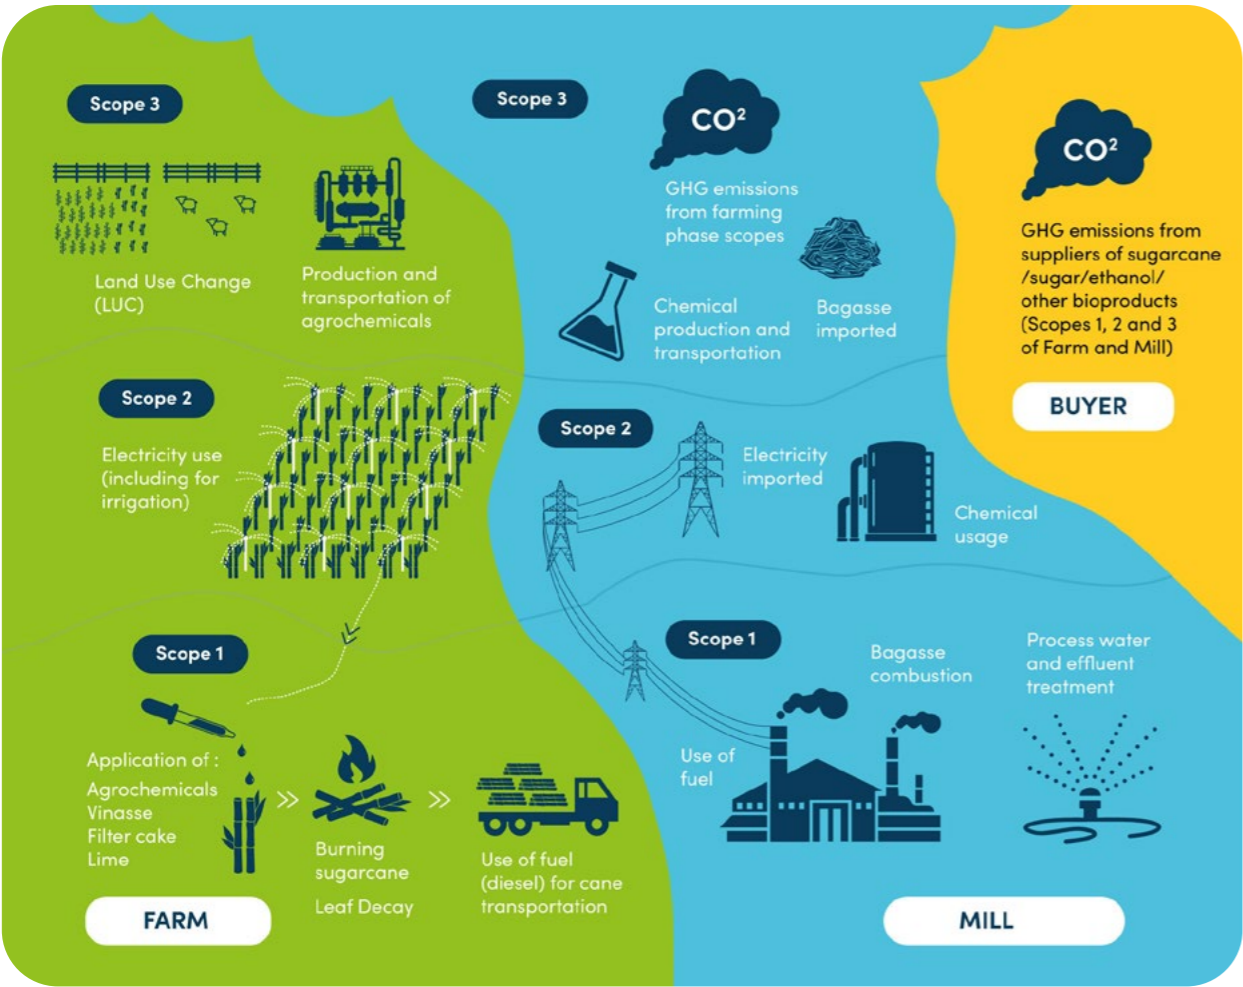 Scope 3
Land Use Change
(LUC)
Production and
transportation of
agrochemicals
Scope 2
Electricity use
(including for
irrigation)
Scope 1
Application of :
Agrochemicals
Vinasse
Filter cake
Lime
Burning
sugarcane
Leaf Decay
Use of fuel
(diesel) for cane
transportation
FARM
Scope 3
CO²
GHG emissions
from farming
phase scopes
Chemical
production and
transportation
Bagasse
imported
Scope 2
Electricity
imported
Chemical
usage
Scope 1
Use of
fuel
Bagasse
combustion
Process water
and effluent
treatment
MILL
CO²
GHG emissions from
suppliers of sugarcane
/sugar/ethanol/
other bioproducts
(Scopes 1, 2 and 3
of Farm and Mill)
BUYER